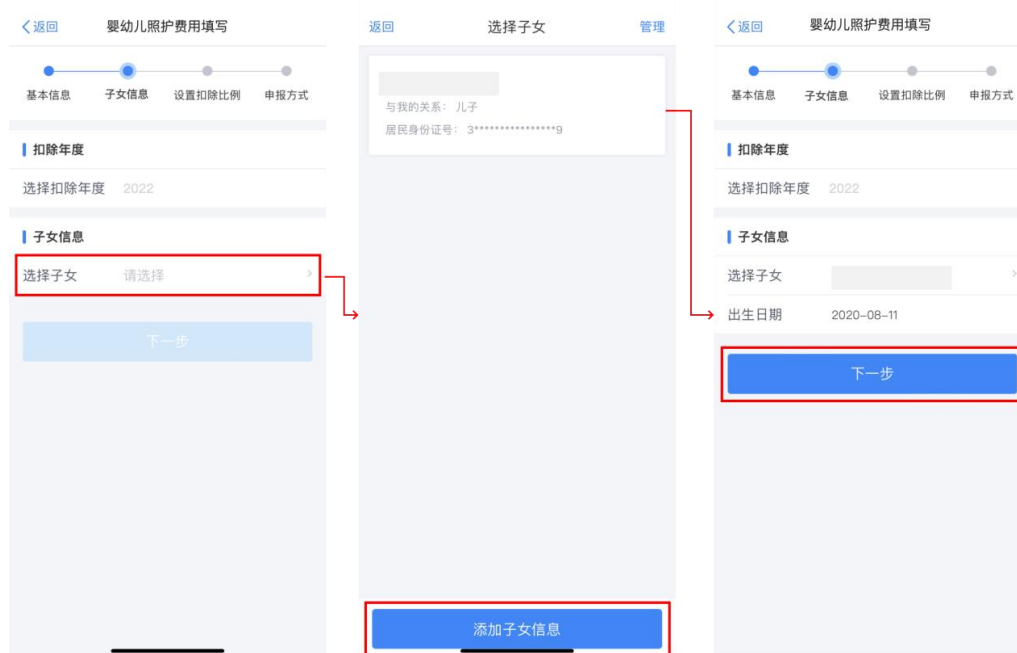 返回
婴幼儿照护费用填写
基本信息 子女信息 设置扣除比例 申报方式
扣除年度
选择扣除年度 2022
子女信息
选择子女 请选择
下一步
返回 选择子女 管理
与我的关系： 儿子
居民身份证号： 3****************9
添加子女信息
返回
婴幼儿照护费用填写
基本信息 子女信息 设置扣除比例 申报方式
扣除年度
选择扣除年度 2022
子女信息
选择子女
出生日期 2020-08-11
下一步